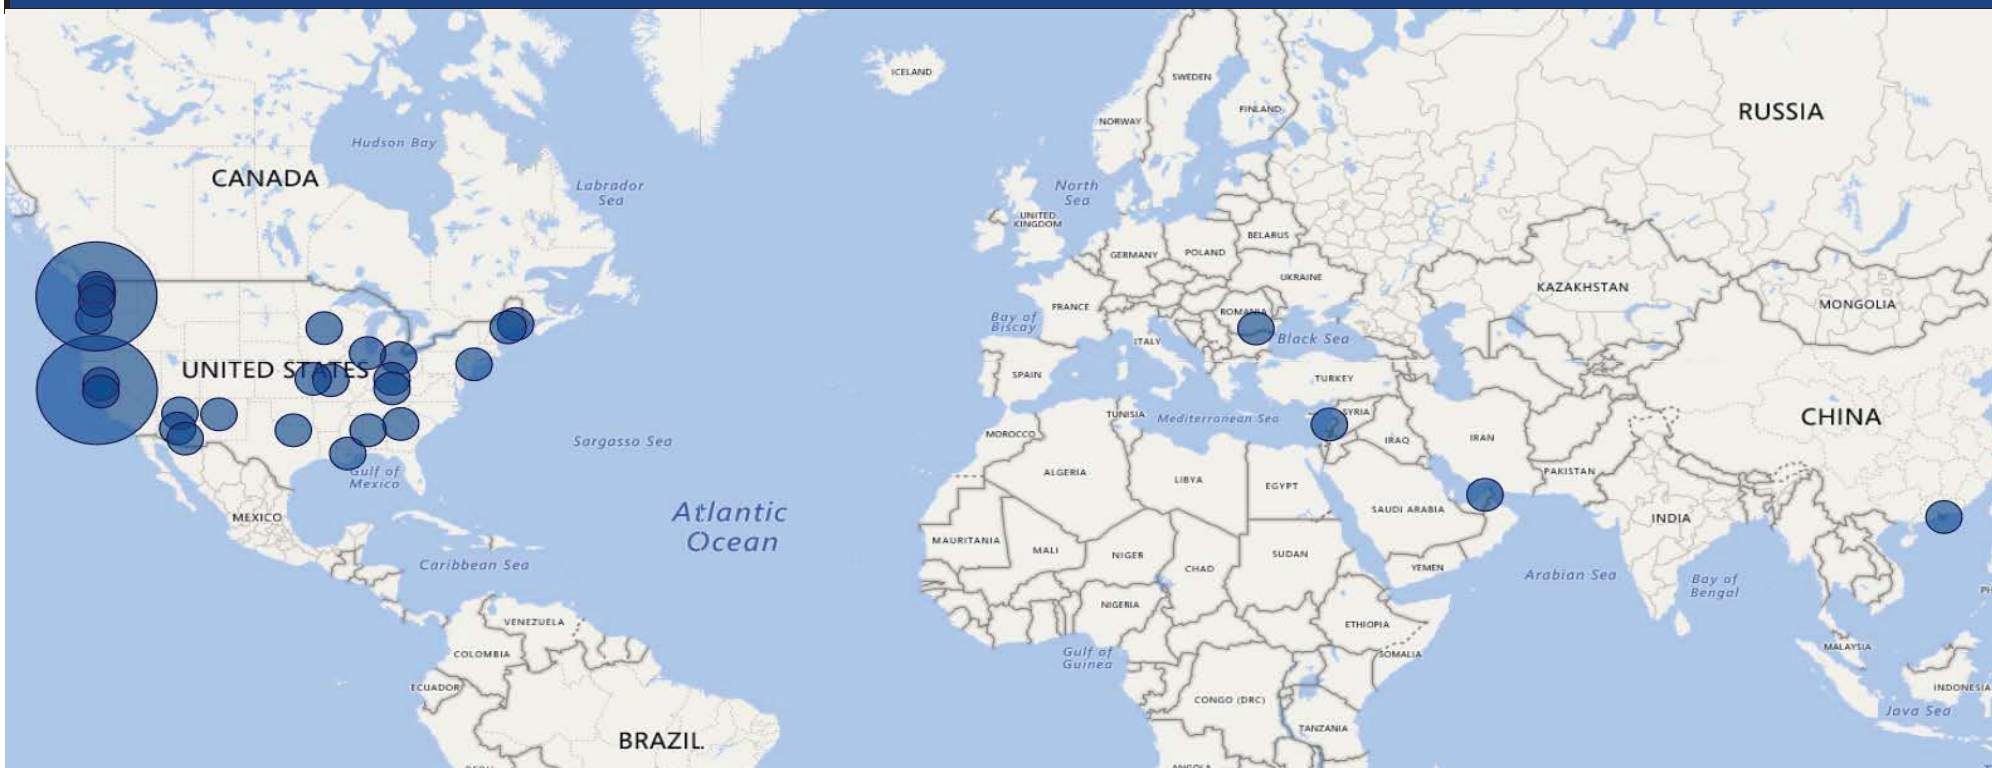 ICELAND
SWEDEN
FINLAND
RUSSIA
NORWAY
Hudson Bay
CANADA
Labrador
Sea
North
Sea
UNITED
KINGDOM
BELARUS
GERMANY
POLAND
UKRAINE
KAZAKHSTAN
MONGOLIA
FRANCE
ROMANIA
Bay of
Biscay
Black Sea
ITALY
UNITED STATES
SPAIN
TURKEY
TUNISIA
Mediterranean Sea
SYRIA
CHINA
MOROCCO
Sargasso Sea
IRAQ
IRAN
Gulf of
Mexico
ALGERIA
LIBYA
EGYPT
PAKISTAN
SAUDI ARABIA
MEXICO
INDIA
Atlantic
Ocean
MAURITANIA
MALI
NIGER
SUDAN
CHAD
YEMEN
Caribbean Sea
Arabian Sea
Bay of
Bengal
PH
NIGERIA
VENEZUELA
ETHIOPIA
COLOMBIA
Gulf of
Guinea
SOMALIA
MALAYSIA
ECUADOR
INDONESIA
CONGO (DRC)
Java Sea
BRAZIL
TANZANIA
PERU
ANGOLA